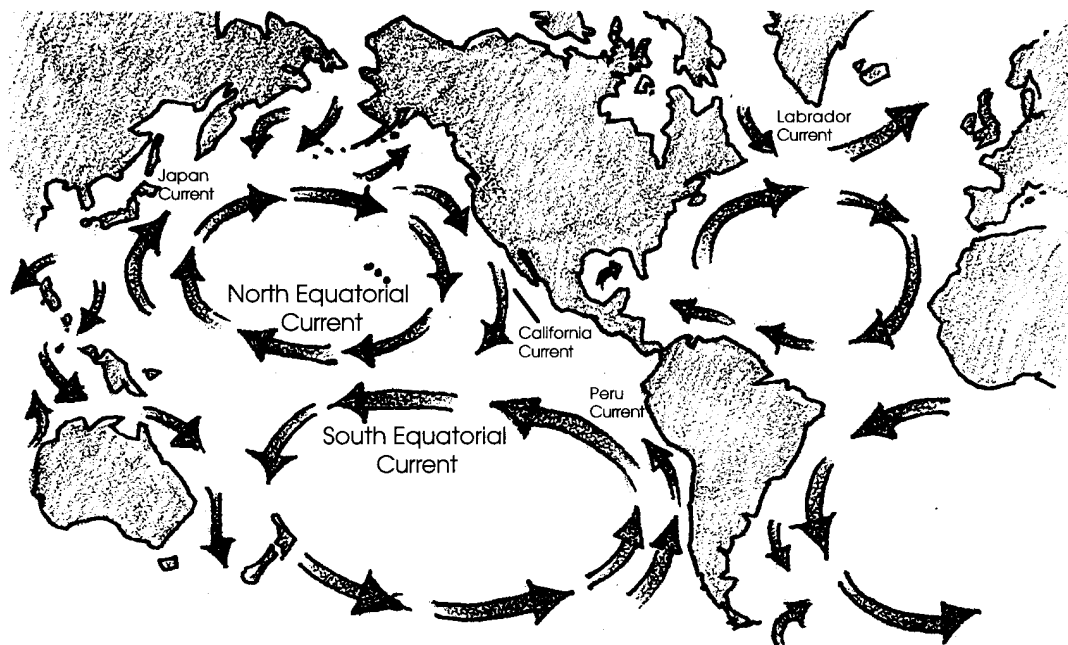 Labrador
Current
Japan
Current
North Equatorial
Current
California
Current
Peru
Current
South Equatorial
Current